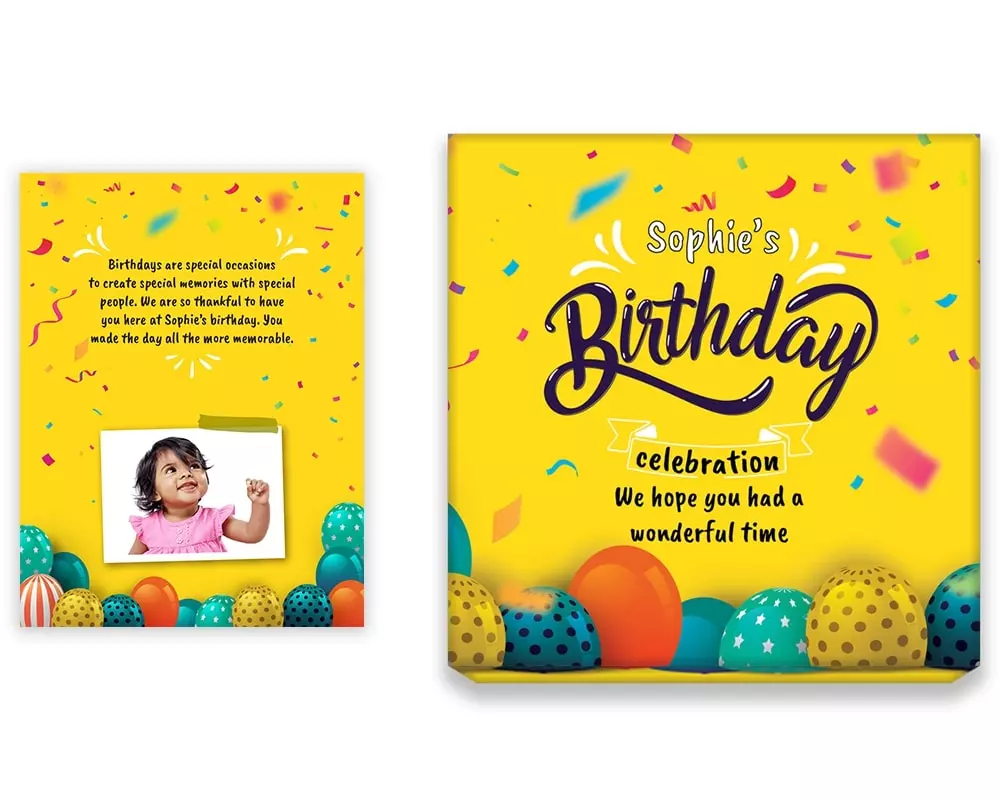 Birthdays are special occasions
to create special memories with special
people. We are so thankful to have
you here at Sophie's birthday. You
made the day all the more memorable.
Sophie's
Birthday
celebration
We hope you had a
wonderful time